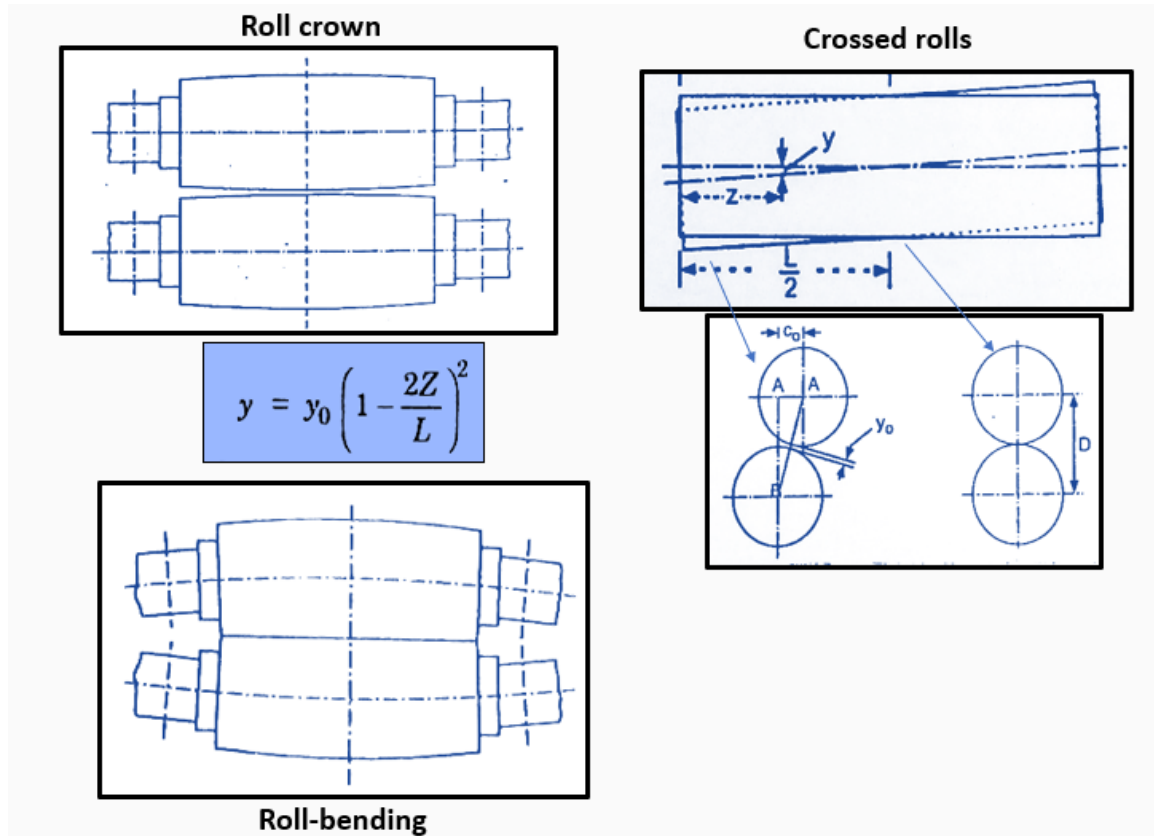 Roll crown
Crossed rolls
y
Z
L
2
y = y₀ (1 − 2Z/L)²
C₀
A A
y₀
B
D
Roll-bending